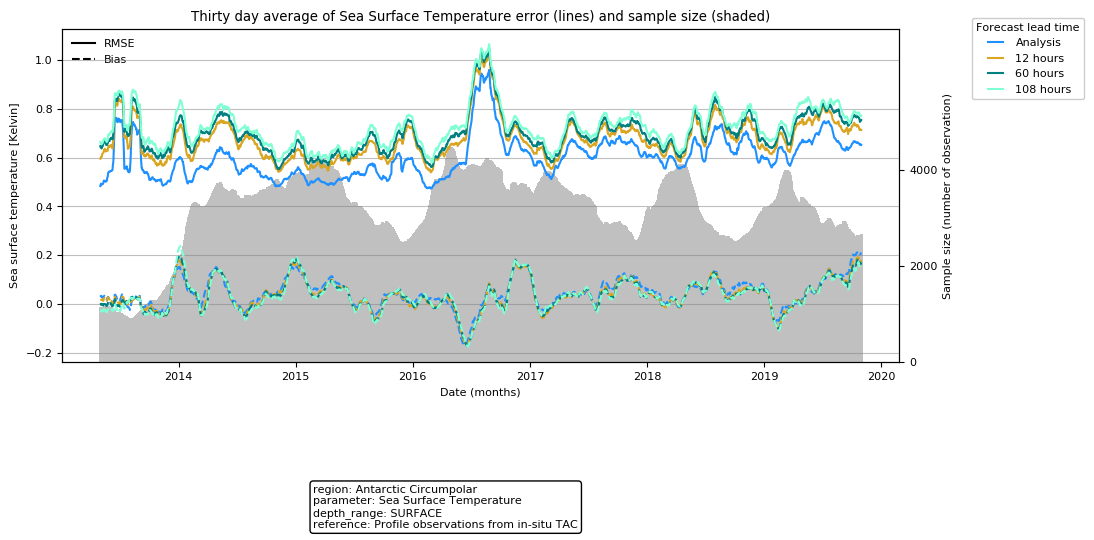 Thirty day average of Sea Surface Temperature error (lines) and sample size (shaded)
RMSE
Bias
Forecast lead time
Analysis
12 hours
60 hours
108 hours
Sea surface temperature [Kelvin]
1.0
0.8
0.6
0.4
0.2
0.0
−0.2
4000
2000
0
Sample size (number of observation)
2014 2015 2016 2017 2018 2019 2020
Date (months)
region: Antarctic Circumpolar
parameter: Sea Surface Temperature
depth_range: SURFACE
reference: Profile observations from in-situ TAC